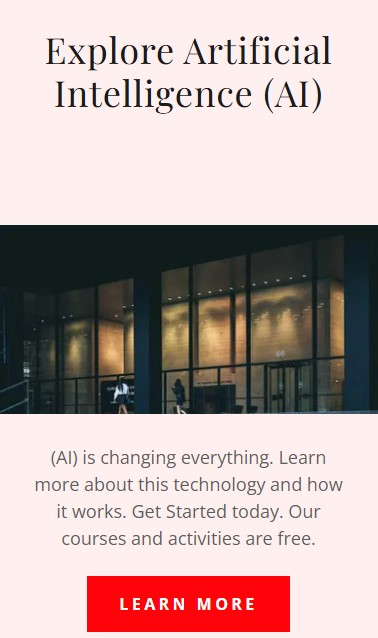 Explore Artificial
Intelligence (AI)
66
(AI) is changing everything. Learn
more about this technology and how
it works. Get Started today. Our
courses and activities are free.
LEARN MORE